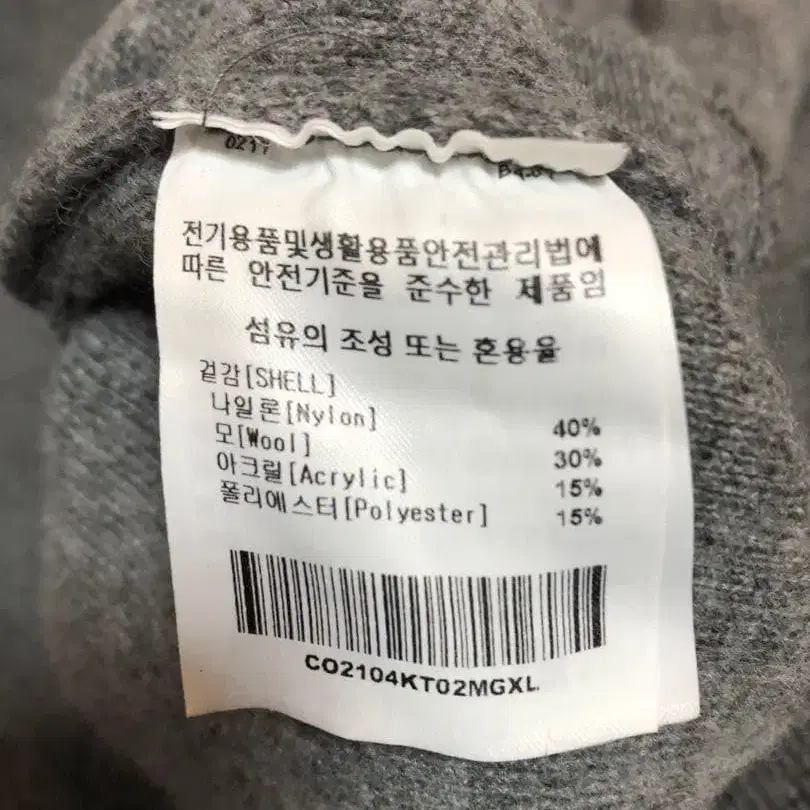 전기용품및생활용품안전관리법에
따른 안전기준을 준수한 제품임
섬유의 조성 또는 혼용율
겉감[SHELL]
나일론[Nylon] 40%
모[Wool] 30%
아크릴[Acrylic] 15%
폴리에스터[Polyester] 15%
CO2104KT02MGXL